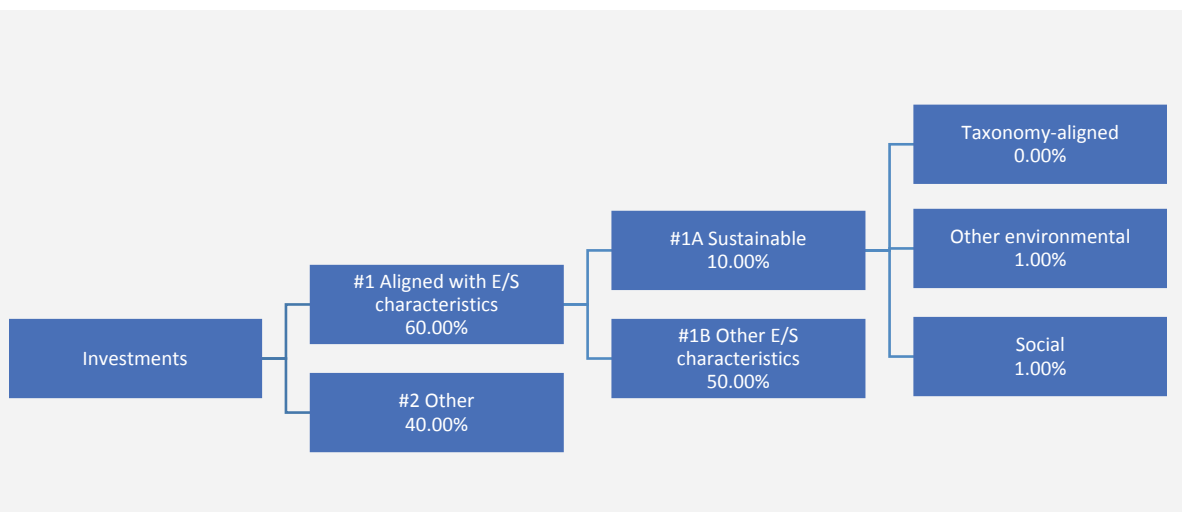 Investments
#1 Aligned with E/S
characteristics
60.00%
#2 Other
40.00%
#1A Sustainable
10.00%
#1B Other E/S
characteristics
50.00%
Taxonomy-aligned
0.00%
Other environmental
1.00%
Social
1.00%